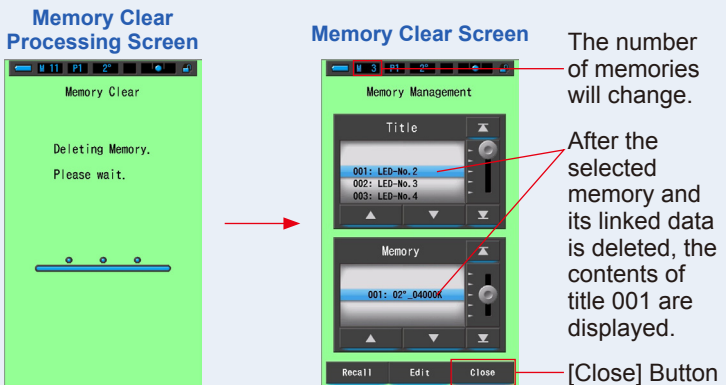 Memory Clear
Processing Screen
M 11 P1 2°
Memory Clear
Deleting Memory.
Please wait.
Memory Clear Screen
M 3 P1 2°
Memory Management
Title
001: LED-No.2
002: LED-No.3
003: LED-No.4
Memory
001: 02°_04000K
Recall Edit Close
The number
of memories
will change.
After the
selected
memory and
its linked data
is deleted, the
contents of
title 001 are
displayed.
[Close] Button